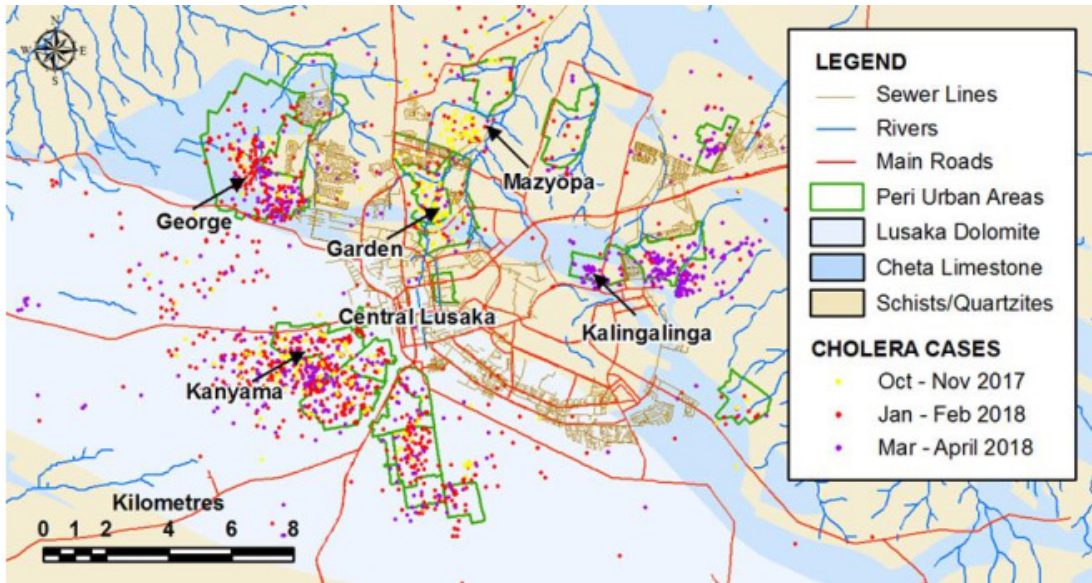 N
W
E
S
George
Garden
Mazyopa
Central Lusaka
Kalingalinga
Kanyama
Kilometres
0 1 2 4 6 8
LEGEND
Sewer Lines
Rivers
Main Roads
Peri Urban Areas
Lusaka Dolomite
Cheta Limestone
Schists/Quartzites
CHOLERA CASES
Oct - Nov 2017
Jan - Feb 2018
Mar - April 2018